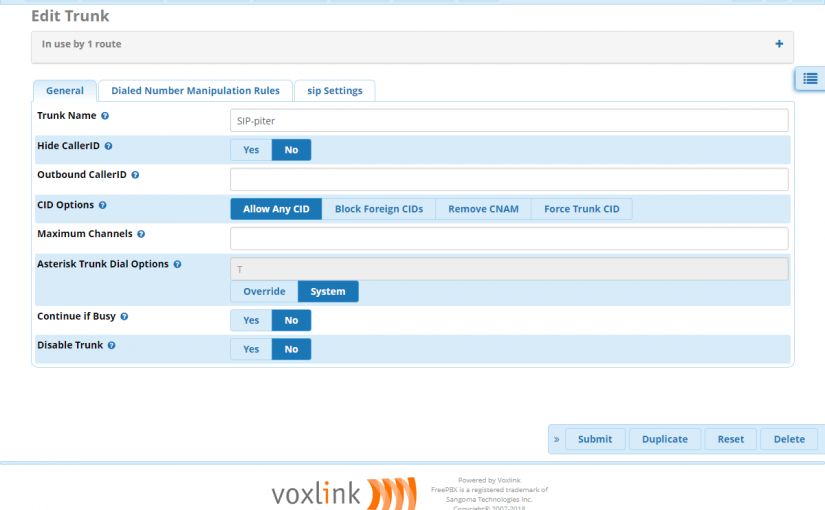 Edit Trunk
In use by 1 route
General Dialed Number Manipulation Rules sip Settings
Trunk Name
SIP-piter
Hide CallerID
Yes No
Outbound CallerID
CID Options
Allow Any CID Block Foreign CIDs Remove CNAM Force Trunk CID
Maximum Channels
Asterisk Trunk Dial Options
T
Override System
Continue if Busy
Yes No
Disable Trunk
Yes No
» Submit Duplicate Reset Delete
voxlink
Powered by Voxlink
FreePBX is a registered trademark of
Sangoma Technologies Inc.
Copyright© 2007-2018